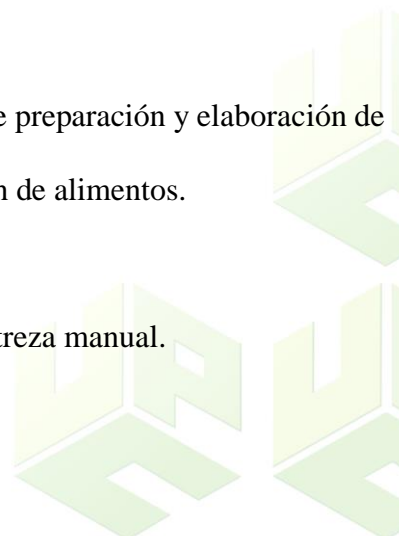 e preparación y elaboración de
n de alimentos.
treza manual.